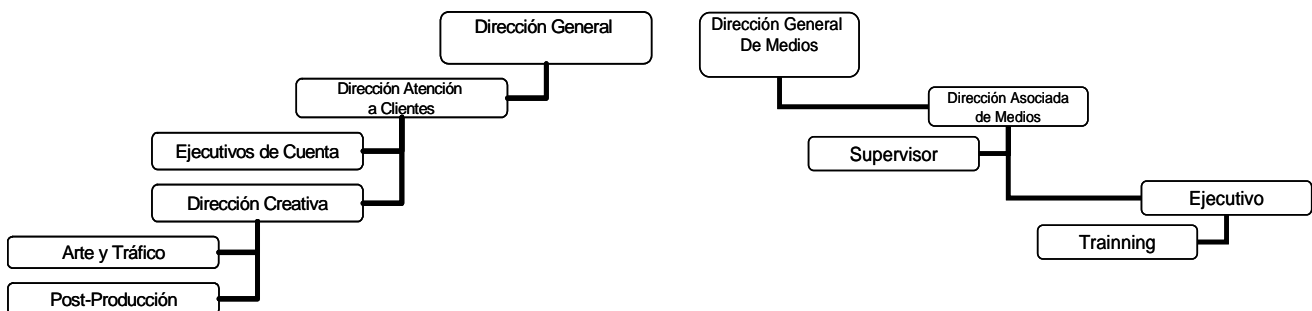 Dirección General
Dirección Atención
a Clientes
Ejecutivos de Cuenta
Dirección Creativa
Arte y Tráfico
Post-Producción
Dirección General
De Medios
Dirección Asociada
de Medios
Supervisor
Ejecutivo
Trainning